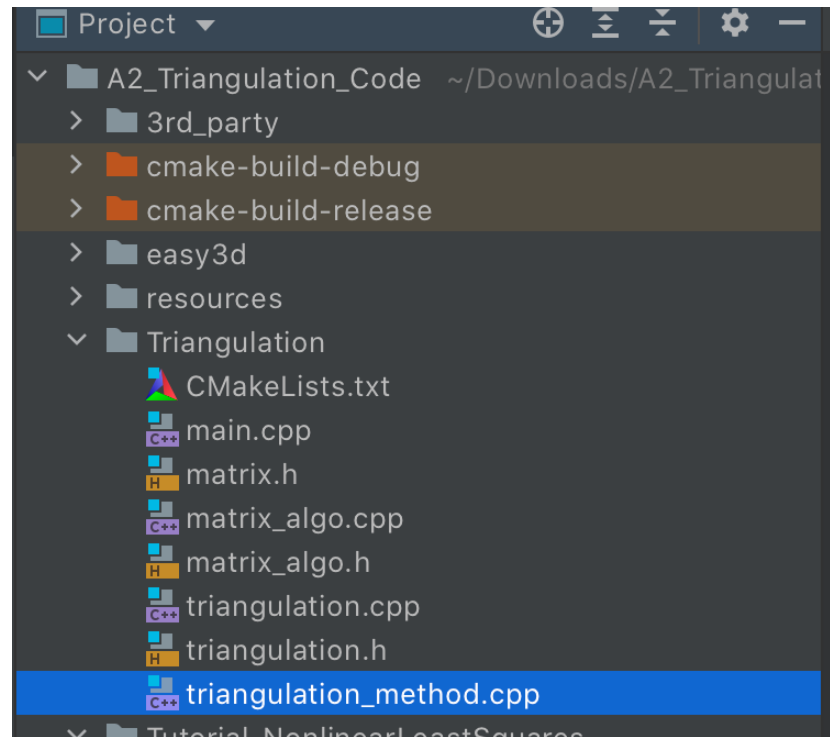 Project
A2_Triangulation_Code ~/Downloads/A2_Triangulat
3rd_party
cmake-build-debug
cmake-build-release
easy3d
resources
Triangulation
CMakeLists.txt
C++ main.cpp
H matrix.h
C++ matrix_algo.cpp
H matrix_algo.h
C++ triangulation.cpp
H triangulation.h
C++ triangulation_method.cpp
Tutorial_NonlinearLeastSquares